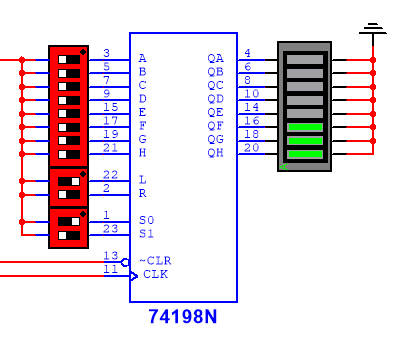 3 A QA 4
5 B QB 6
7 C QC 8
9 D QD 10
15 E QE 14
17 F QF 16
19 G QG 18
21 H QH 20
22 L
2 R
1 S0
23 S1
13 ~CLR
11 CLK
74198N